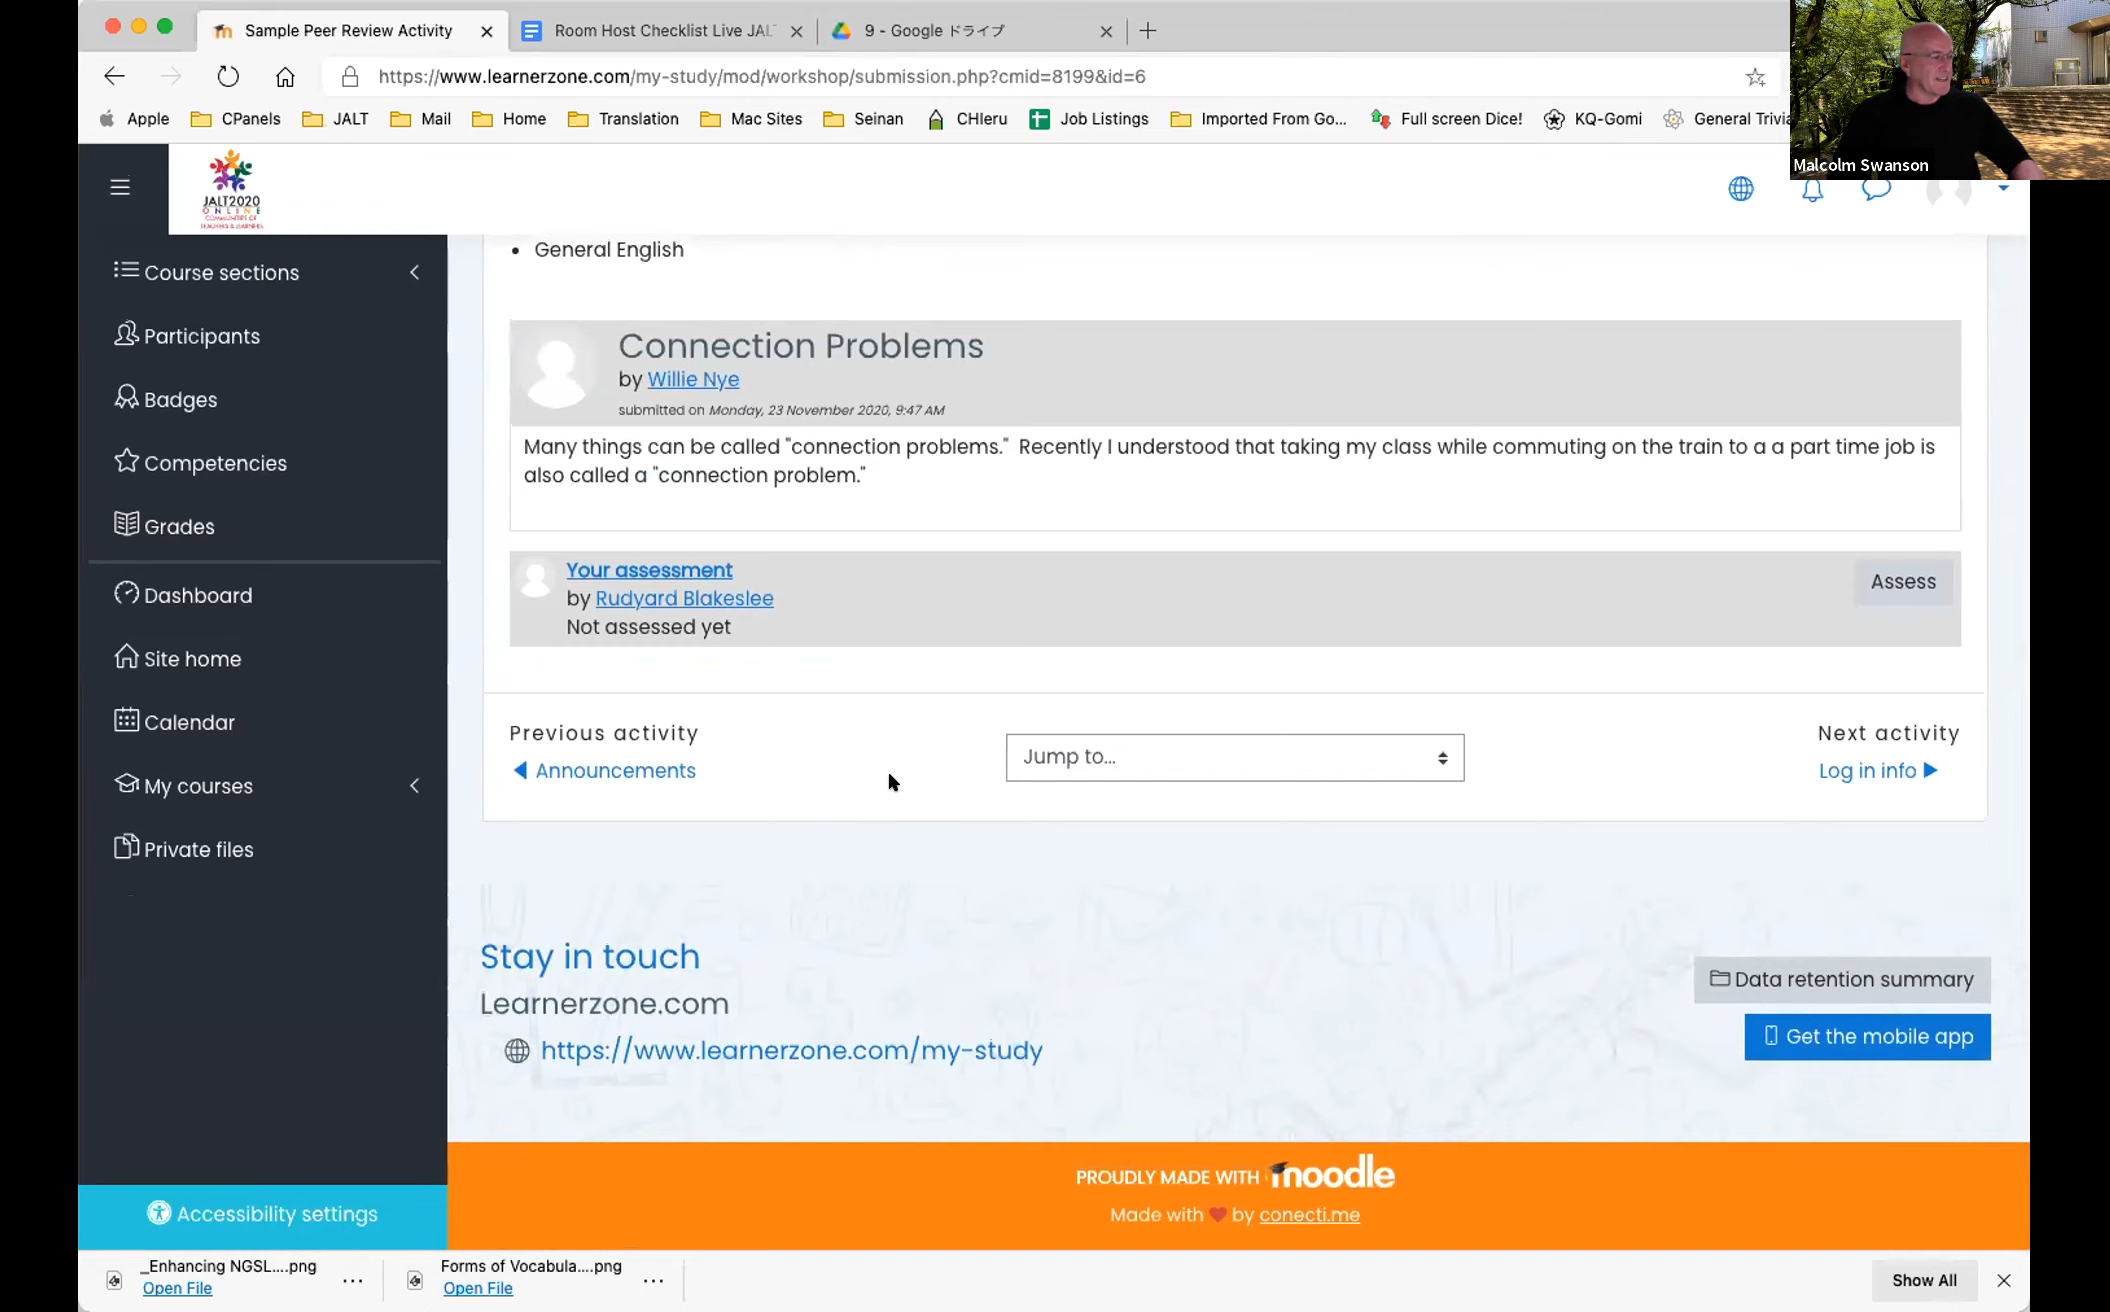 Sample Peer Review Activity
Room Host Checklist Live JAL
9 - Google ドライブ
https://www.learnerzone.com/my-study/mod/workshop/submission.php?cmid=8199&id=6
Apple CPanels JALT Mail Home Translation Mac Sites Seinan CHIeru Job Listings Imported From Go... Full screen Dice! KQ-Gomi General Trivia
Malcolm Swanson
JALT2020
ONLINE
COMMUNITIES OF
TEACHERS & LEARNERS
Course sections
Participants
Badges
Competencies
Grades
Dashboard
Site home
Calendar
My courses
Private files
Accessibility settings
• General English
Connection Problems
by Willie Nye
submitted on Monday, 23 November 2020, 9:47 AM
Many things can be called "connection problems." Recently I understood that taking my class while commuting on the train to a a part time job is
also called a "connection problem."
Your assessment
by Rudyard Blakeslee
Not assessed yet
Assess
Previous activity
Announcements
Jump to...
Next activity
Log in info
Stay in touch
Learnerzone.com
https://www.learnerzone.com/my-study
Data retention summary
Get the mobile app
PROUDLY MADE WITH moodle
Made with ❤ by conecti.me
_Enhancing NGSL....png
Open File
Forms of Vocabula....png
Open File
Show All